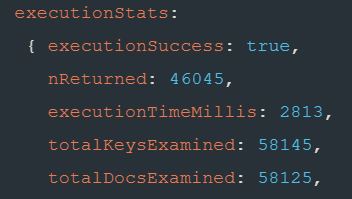 executionStats:
{ executionSuccess: true,
nReturned: 46045,
executionTimeMillis: 2813,
totalKeysExamined: 58145,
totalDocsExamined: 58125,